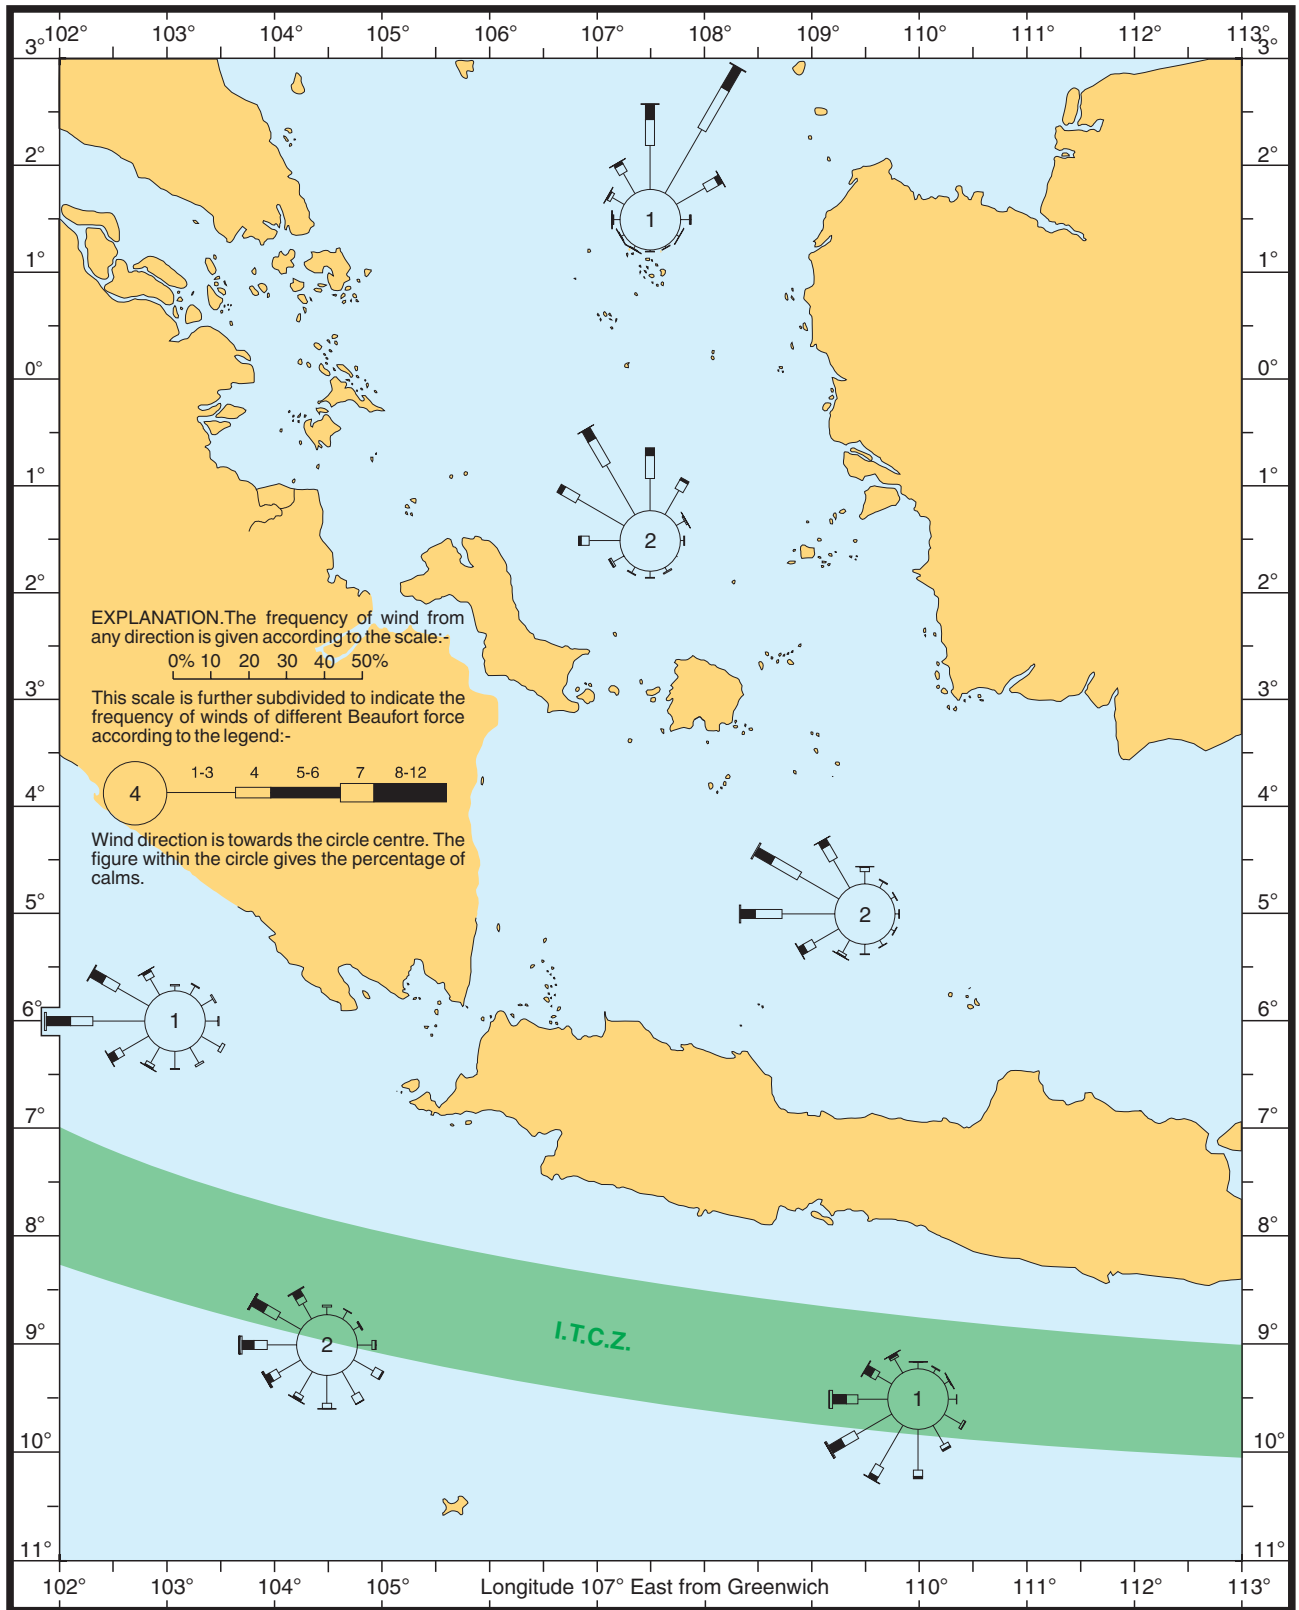 102° 103° 104° 105° 106° 107° 108° 109° 110° 111° 112° 113°
3° 3°
2° 2°
1
1° 1°
0° 0°
1° 1°
2
2° 2°
EXPLANATION.The frequency of wind from
any direction is given according to the scale:-
0% 10 20 30 40 50%
3° 3°
This scale is further subdivided to indicate the
frequency of winds of different Beaufort force
according to the legend:-
1-3 4 5-6 7 8-12
4
4° 4°
Wind direction is towards the circle centre. The
figure within the circle gives the percentage of
calms.
5° 2 5°
6° 1 6°
7° 7°
8° 8°
9° 2 I.T.C.Z. 9°
1
10° 10°
11° 11°
102° 103° 104° 105° Longitude 107° East from Greenwich 110° 111° 112° 113°